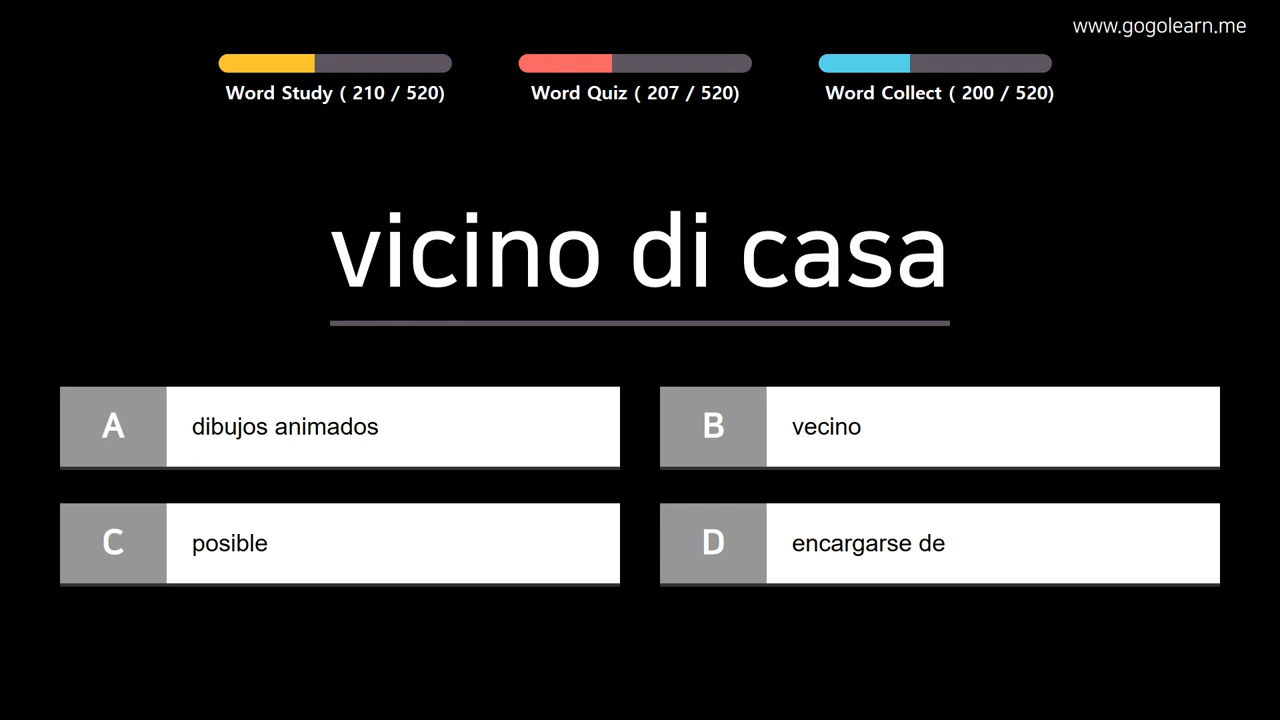 www.gogolearn.me
Word Study ( 210 / 520)
Word Quiz ( 207 / 520)
Word Collect ( 200 / 520)
vicino di casa
A dibujos animados
B vecino
C posible
D encargarse de